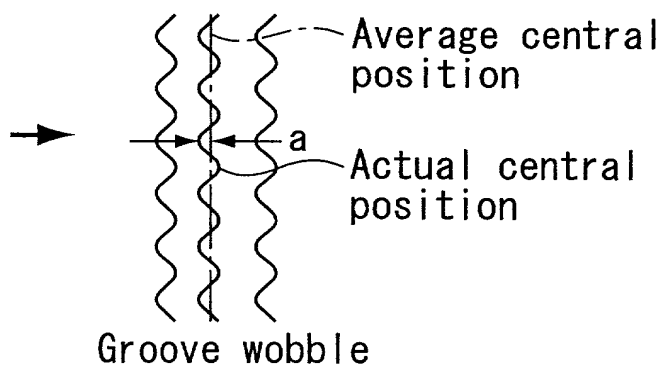 Average central
position
a
Actual central
position
Groove wobble